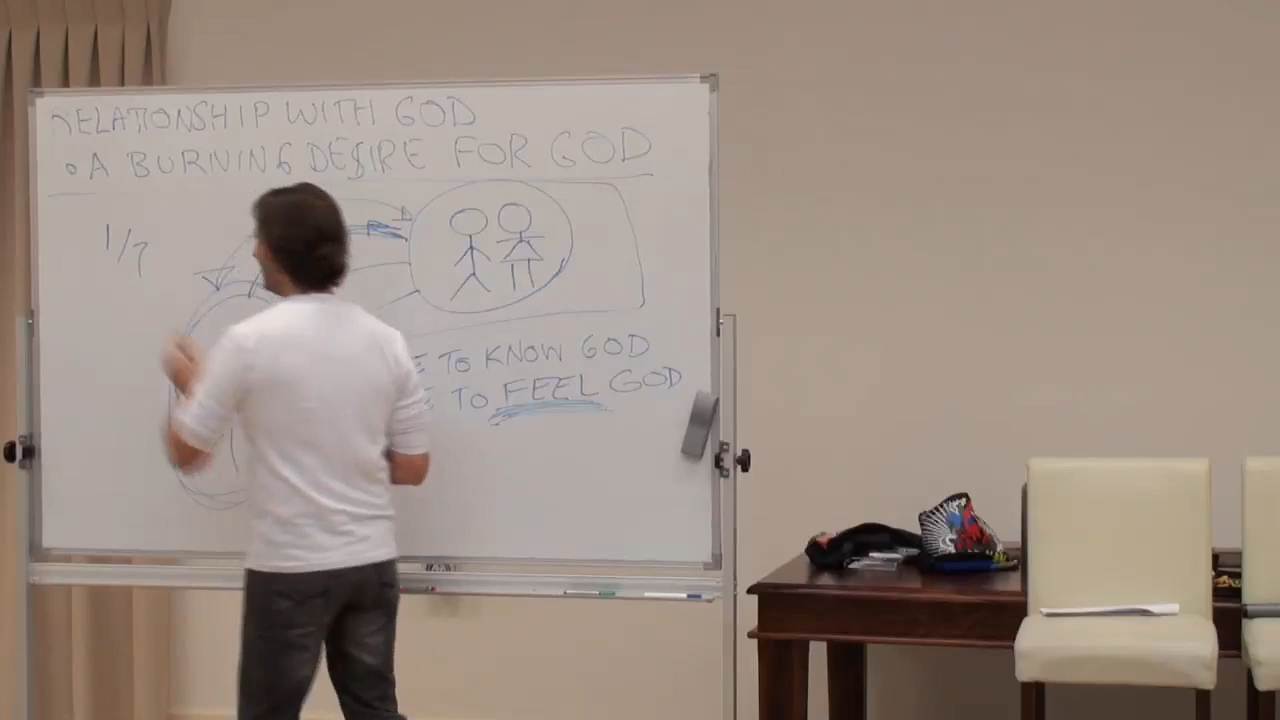 RELATIONSHIP WITH GOD
• A BURNING DESIRE FOR GOD
1/7
E TO KNOW GOD
E TO FEEL GOD